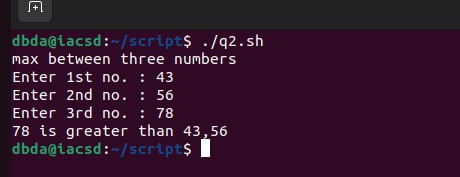 dbda@iacsd:~/script$ ./q2.sh
max between three numbers
Enter 1st no. : 43
Enter 2nd no. : 56
Enter 3rd no. : 78
78 is greater than 43,56
dbda@iacsd:~/script$